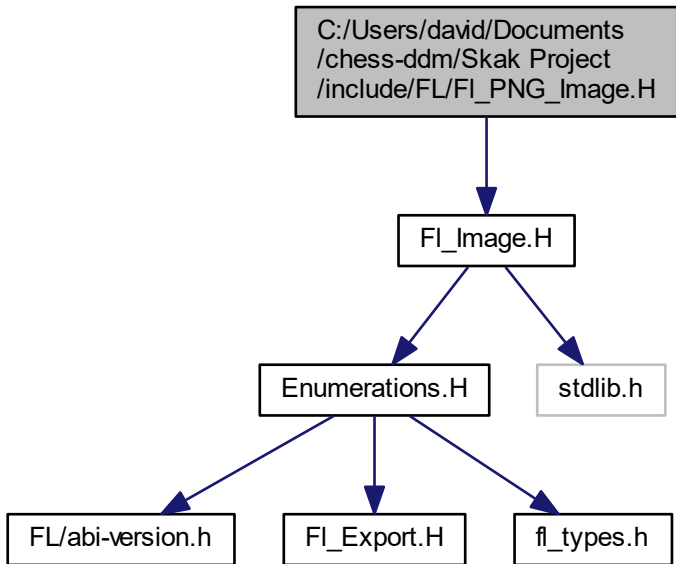 C:/Users/david/Documents
/chess-ddm/Skak Project
/include/FL/Fl_PNG_Image.H
Fl_Image.H
Enumerations.H
stdlib.h
FL/abi-version.h
Fl_Export.H
fl_types.h